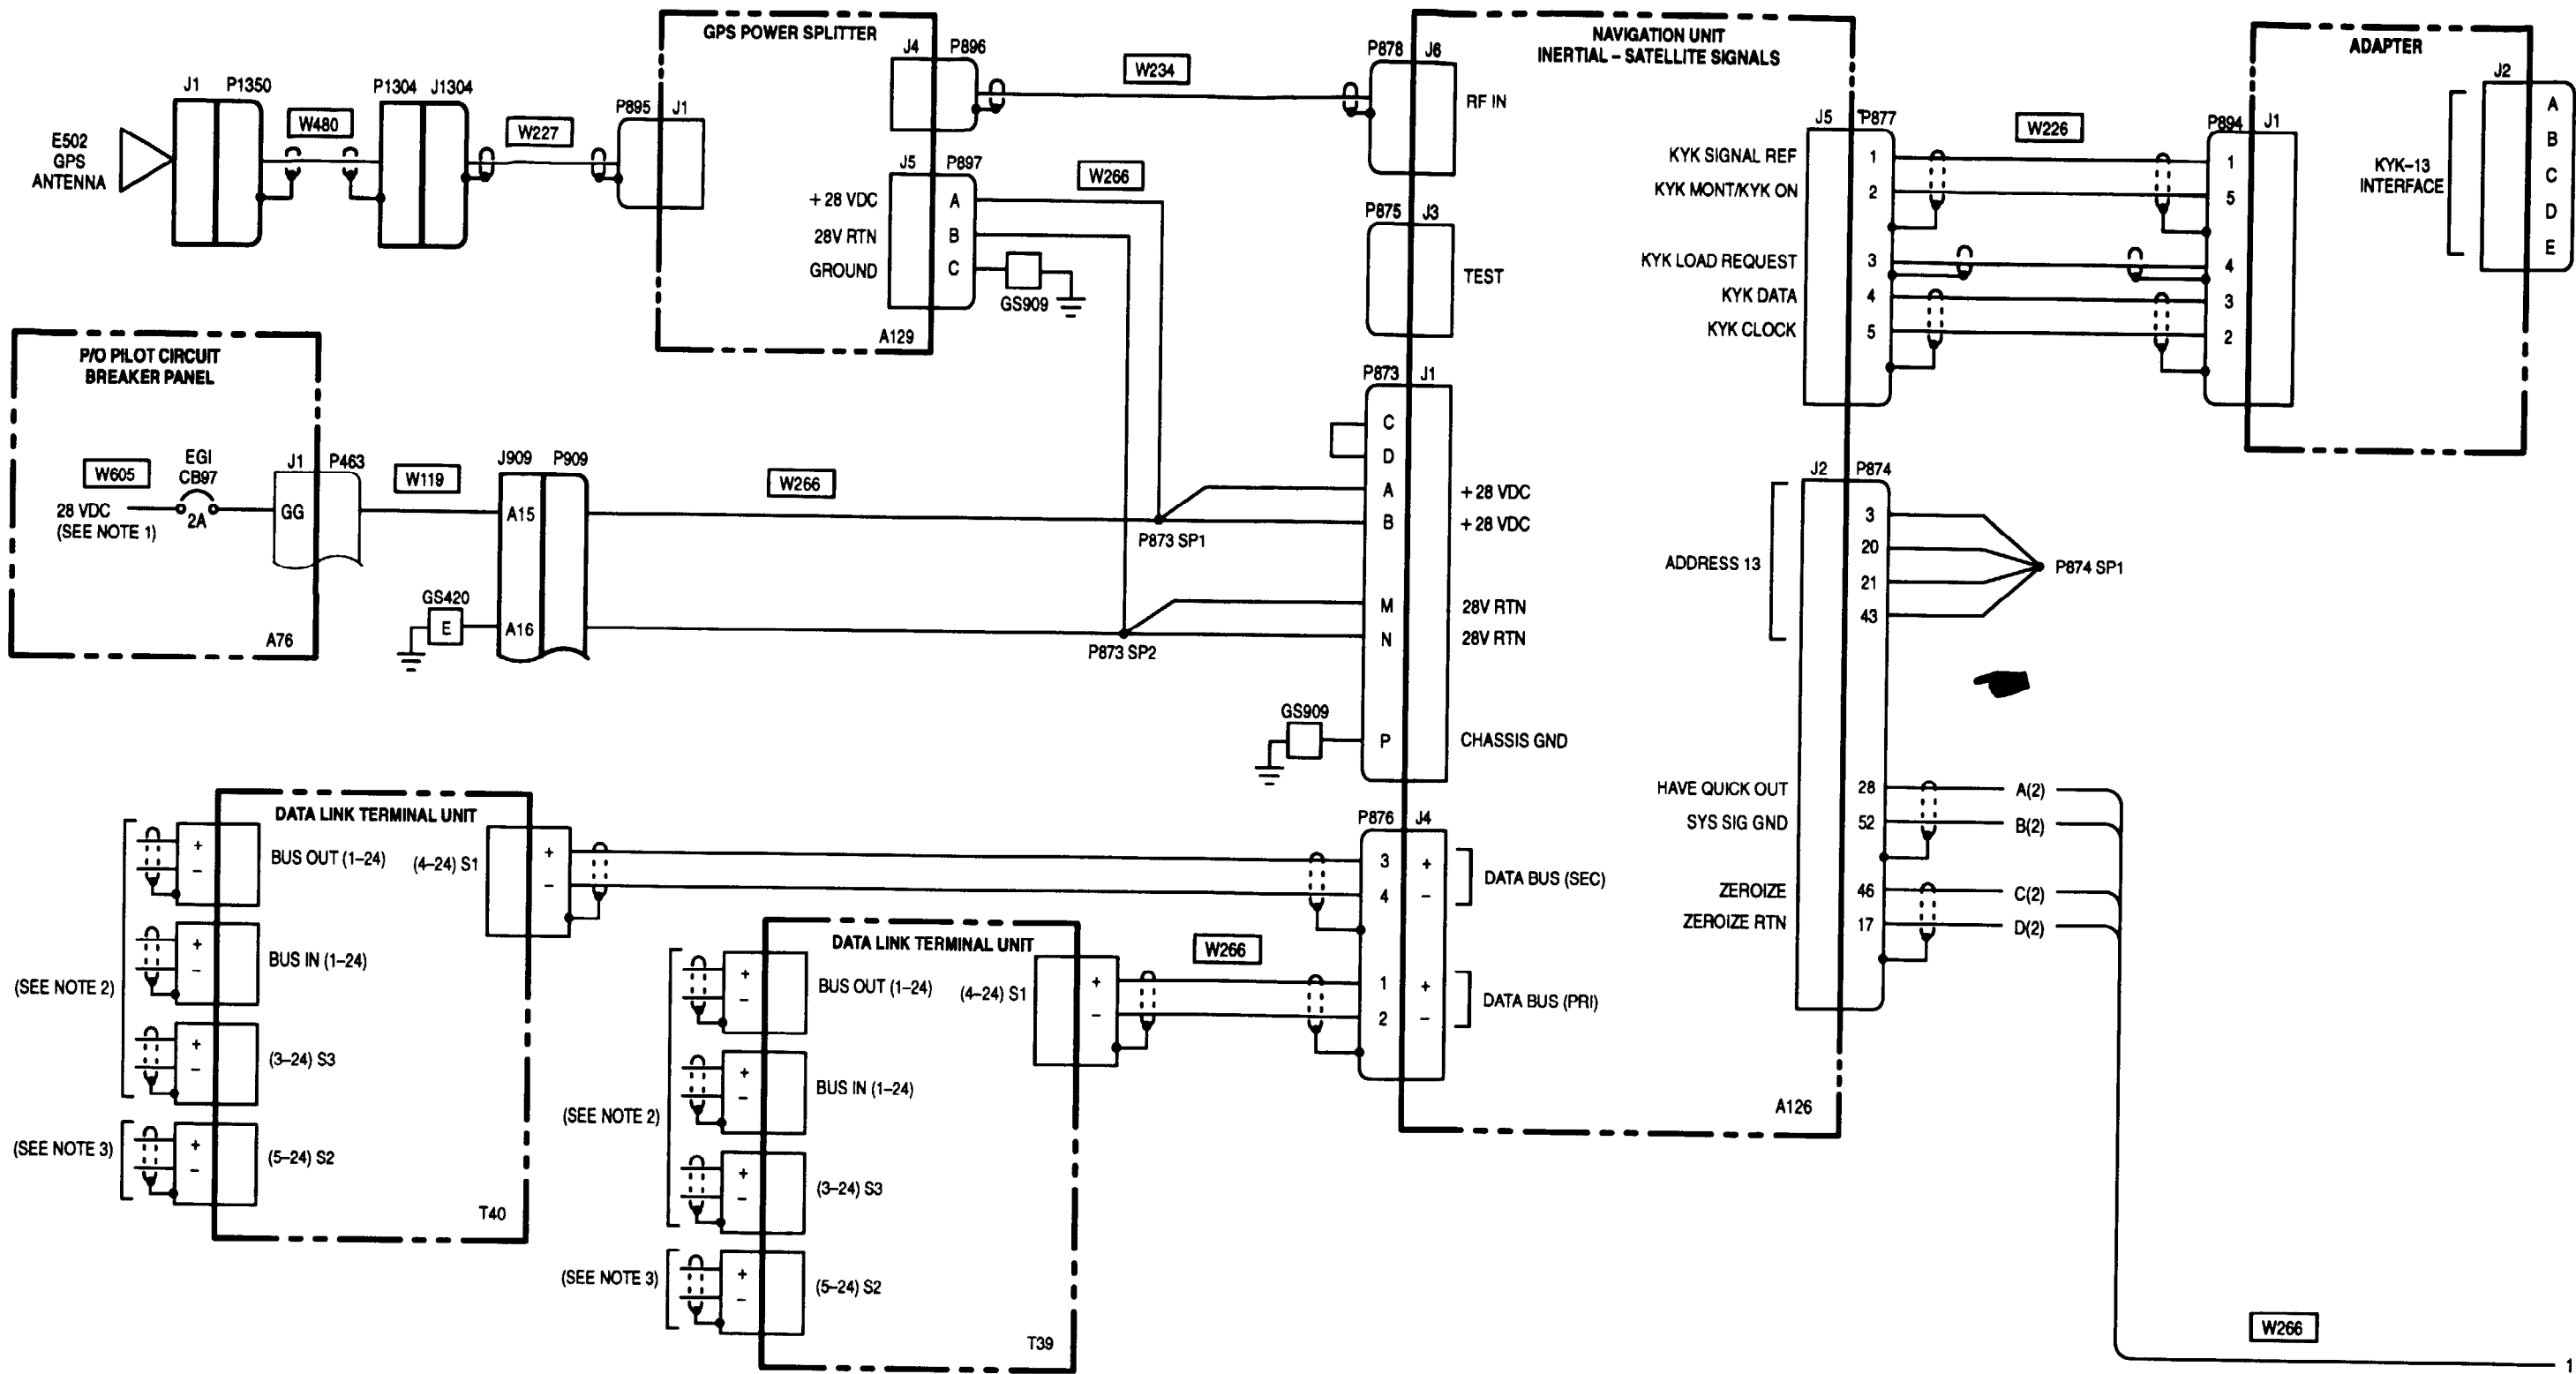 E502
GPS
ANTENNA
J1 P1350
W480
P1304 J1304
W227
GPS POWER SPLITTER
P895 J1
J4 P896
J5 P897
+ 28 VDC A
28V RTN B
GROUND C
GS909
A129
W234
W266
NAVIGATION UNIT
INERTIAL – SATELLITE SIGNALS
P878 J6
RF IN
P875 J3
TEST
P873 J1
C
D
A + 28 VDC
B + 28 VDC
M 28V RTN
N 28V RTN
P CHASSIS GND
GS909
P873 SP1
P873 SP2
P/O PILOT CIRCUIT
BREAKER PANEL
W605
EGI
CB97
2A
28 VDC
(SEE NOTE 1)
J1 P463
GG
A76
W119
J909 P909
A15
A16
GS420
E
W266
J5 P877
KYK SIGNAL REF 1
KYK MONT/KYK ON 2
KYK LOAD REQUEST 3
KYK DATA 4
KYK CLOCK 5
W226
P894 J1
1
5
4
3
2
ADAPTER
J2
KYK–13
INTERFACE
A
B
C
D
E
J2 P874
ADDRESS 13
3
20
21
43
P874 SP1
HAVE QUICK OUT 28 A(2)
SYS SIG GND 52 B(2)
ZEROIZE 46 C(2)
ZEROIZE RTN 17 D(2)
A126
W266
1
DATA LINK TERMINAL UNIT
+
–
BUS OUT (1–24)
(4–24) S1
+
–
+
–
BUS IN (1–24)
(SEE NOTE 2)
+
–
(3–24) S3
(SEE NOTE 3)
+
–
(5–24) S2
T40
DATA LINK TERMINAL UNIT
+
–
BUS OUT (1–24)
(4–24) S1
+
–
+
–
BUS IN (1–24)
(SEE NOTE 2)
+
–
(3–24) S3
(SEE NOTE 3)
+
–
(5–24) S2
T39
W266
P876 J4
3 +
4 –
DATA BUS (SEC)
1 +
2 –
DATA BUS (PRI)